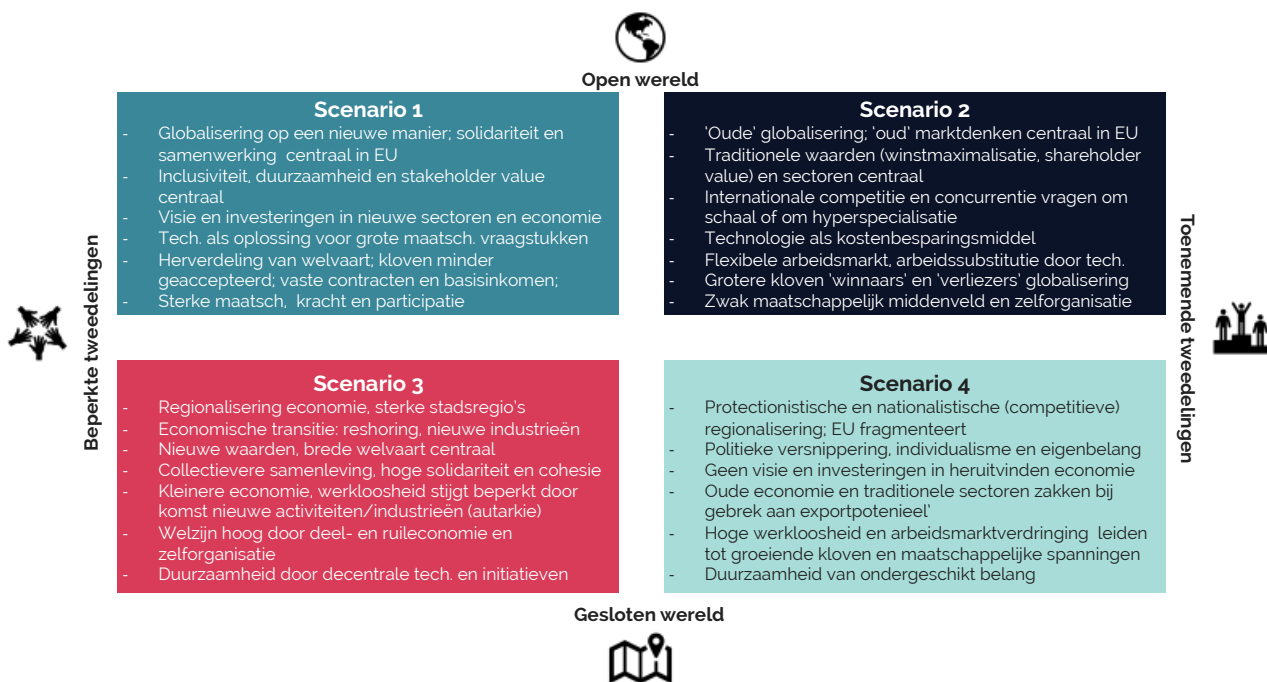 Open wereld
Scenario 1
- Globalisering op een nieuwe manier; solidariteit en
samenwerking centraal in EU
- Inclusiviteit, duurzaamheid en stakeholder value
centraal
- Visie en investeringen in nieuwe sectoren en economie
- Tech. als oplossing voor grote maatsch. vraagstukken
- Herverdeling van welvaart; kloven minder
geaccepteerd; vaste contracten en basisinkomen;
- Sterke maatsch, kracht en participatie
Scenario 2
- 'Oude' globalisering; 'oud' marktdenken centraal in EU
- Traditionele waarden (winstmaximalisatie, shareholder
value) en sectoren centraal
- Internationale competitie en concurrentie vragen om
schaal of om hyperspecialisatie
- Technologie als kostenbesparingsmiddel
- Flexibele arbeidsmarkt, arbeidssubstitutie door tech.
- Grotere kloven 'winnaars' en 'verliezers' globalisering
- Zwak maatschappelijk middenveld en zelforganisatie
Beperkte tweedelingen
Toenemende tweedelingen
Scenario 3
- Regionalisering economie, sterke stadsregio's
- Economische transitie: reshoring, nieuwe industrieën
- Nieuwe waarden, brede welvaart centraal
- Collectievere samenleving, hoge solidariteit en cohesie
- Kleinere economie, werkloosheid stijgt beperkt door
komst nieuwe activiteiten/industrieën (autarkie)
- Welzijn hoog door deel- en ruileconomie en
zelforganisatie
- Duurzaamheid door decentrale tech. en initiatieven
Scenario 4
- Protectionistische en nationalistische (competitieve)
regionalisering; EU fragmenteert
- Politieke versnippering, individualisme en eigenbelang
- Geen visie en investeringen in heruitvinden economie
- Oude economie en traditionele sectoren zakken bij
gebrek aan exportpotenieel'
- Hoge werkloosheid en arbeidsmarktverdringing leiden
tot groeiende kloven en maatschappelijke spanningen
- Duurzaamheid van ondergeschikt belang
Gesloten wereld